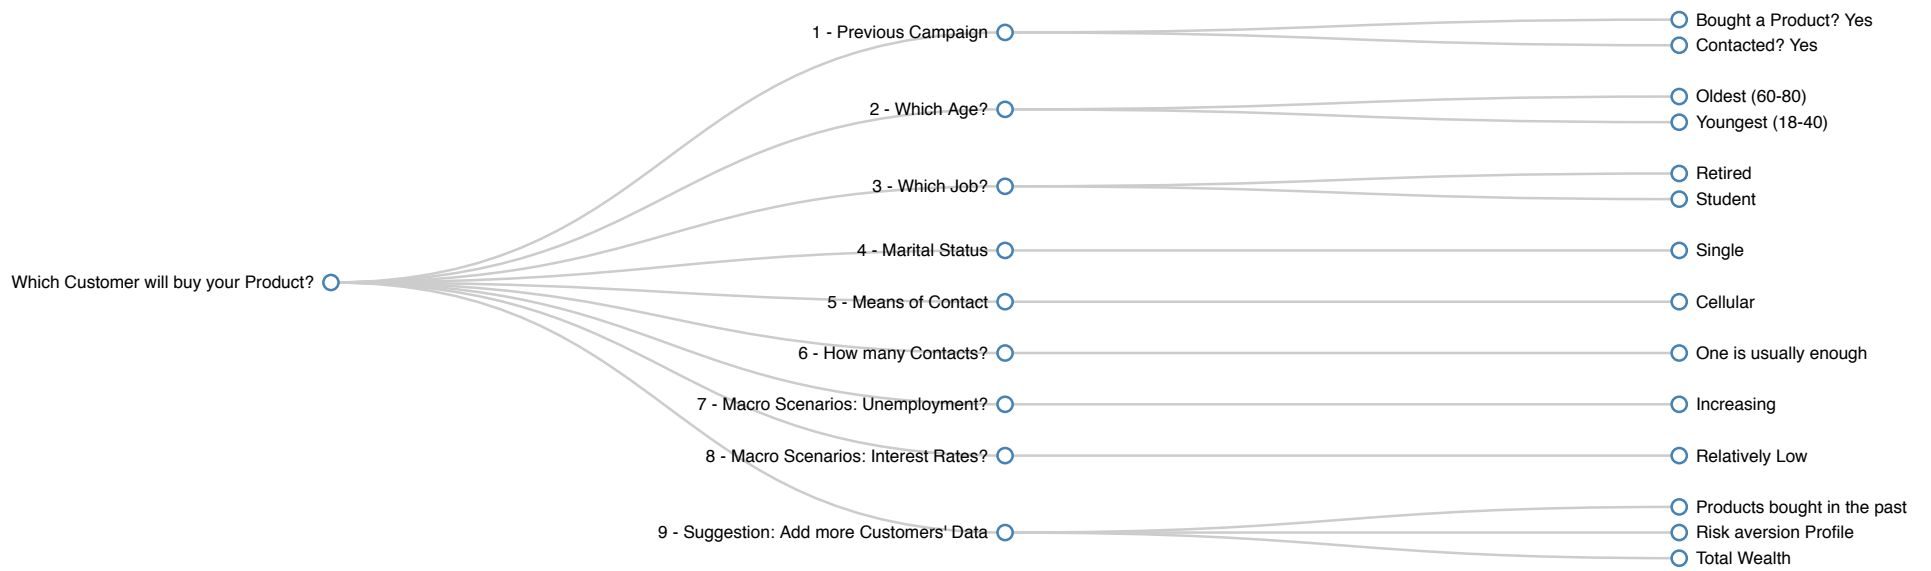 Which Customer will buy your Product?
1 - Previous Campaign
Bought a Product? Yes
Contacted? Yes
2 - Which Age?
Oldest (60-80)
Youngest (18-40)
3 - Which Job?
Retired
Student
4 - Marital Status
Single
5 - Means of Contact
Cellular
6 - How many Contacts?
One is usually enough
7 - Macro Scenarios: Unemployment?
Increasing
8 - Macro Scenarios: Interest Rates?
Relatively Low
9 - Suggestion: Add more Customers' Data
Products bought in the past
Risk aversion Profile
Total Wealth